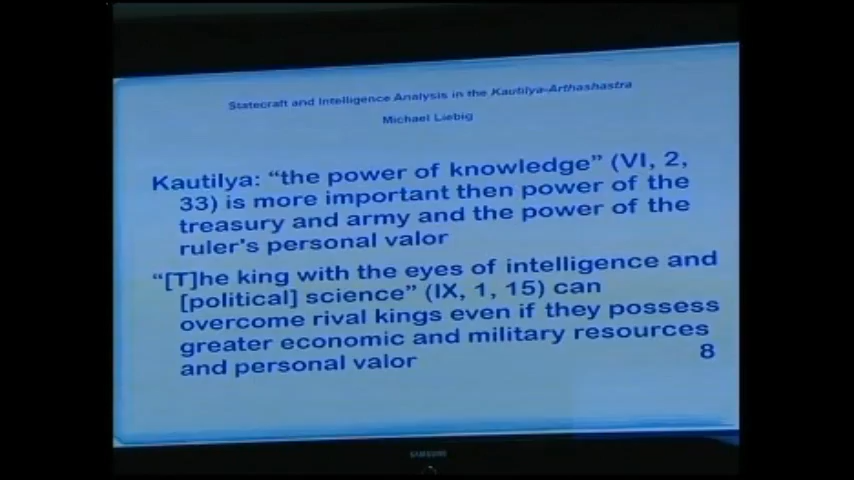 Statecraft and Intelligence Analysis in the Kautilya-Arthashastra
Michael Liebig
Kautilya: “the power of knowledge” (VI, 2,
33) is more important then power of the
treasury and army and the power of the
ruler's personal valor
“[T]he king with the eyes of intelligence and
[political] science” (IX, 1, 15) can
overcome rival kings even if they possess
greater economic and military resources
and personal valor
8
SAMSUNG